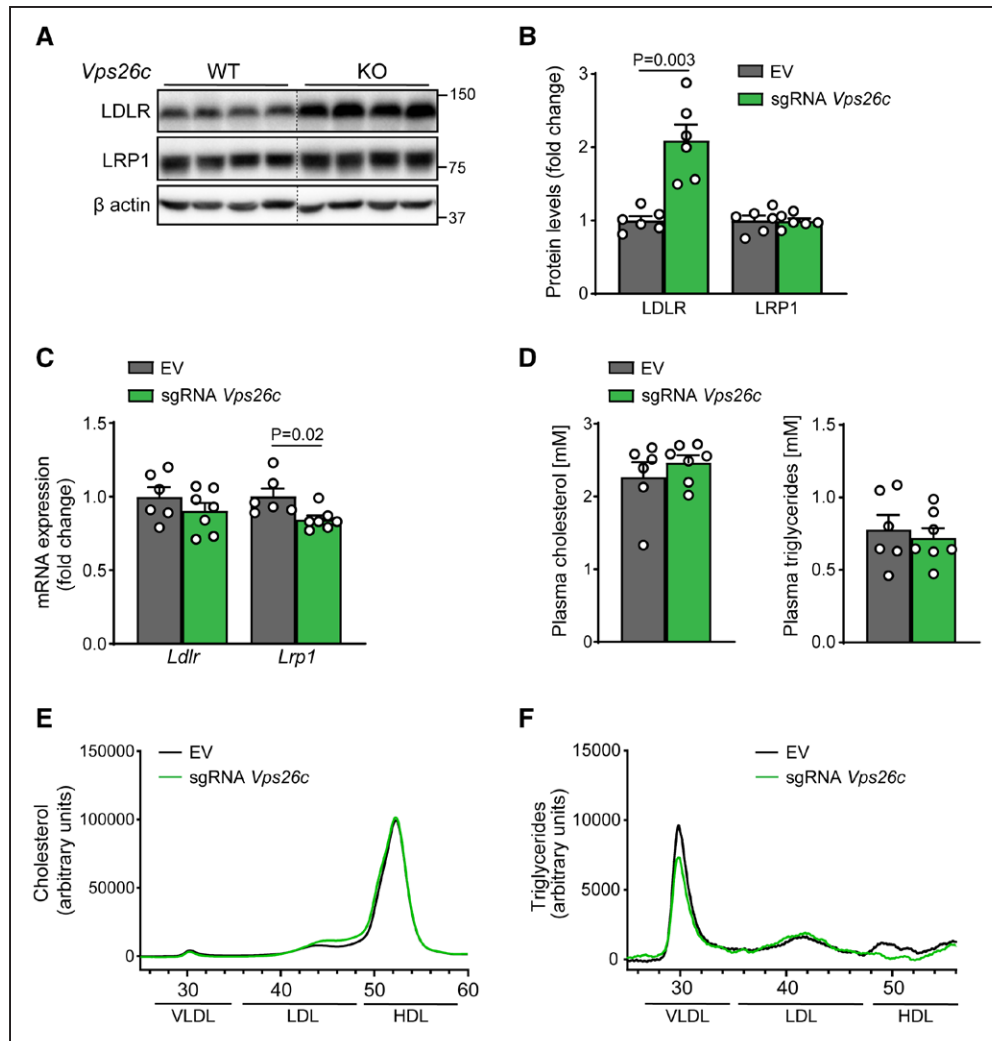 A
Vps26c WT KO
LDLR
150
LRP1
75
β actin
37
B
EV
sgRNA Vps26c
P=0.003
Protein levels (fold change)
3
2
1
0
LDLR LRP1
C
EV
sgRNA Vps26c
P=0.02
mRNA expression
(fold change)
1.5
1.0
0.5
0.0
Ldlr Lrp1
D
EV
sgRNA Vps26c
Plasma cholesterol [mM]
3
2
1
0
Plasma triglycerides [mM]
1.5
1.0
0.5
0.0
E
EV
sgRNA Vps26c
Cholesterol
(arbitrary units)
150000
100000
50000
0
30 40 50 60
VLDL LDL HDL
F
EV
sgRNA Vps26c
Triglycerides
(arbitrary units)
15000
10000
5000
0
30 40 50
VLDL LDL HDL